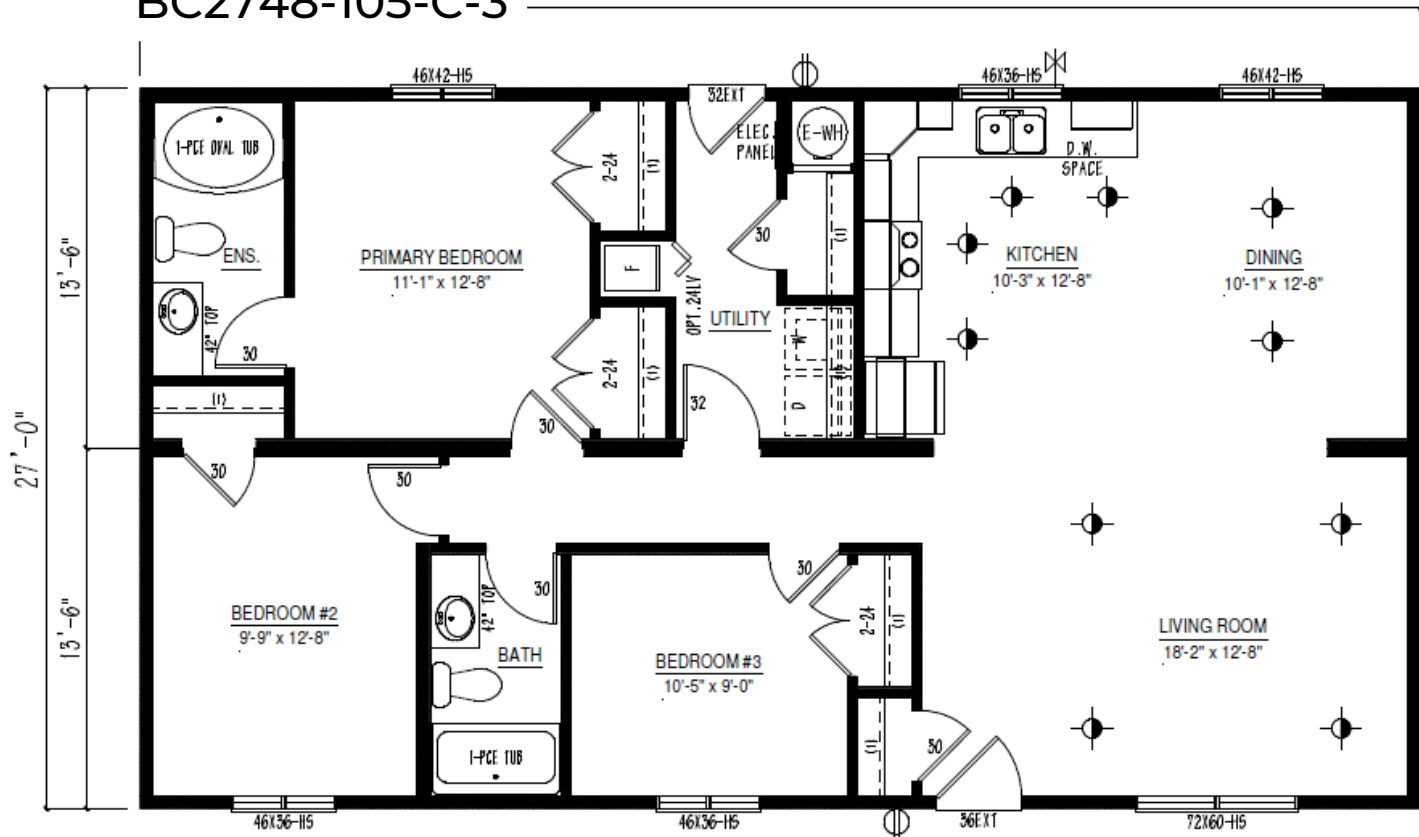 BC2748-105-C-3
46X42-HS
46X36-HS
46X42-HS
32EXT
1-PCE OVAL TUB
ELEC.
PANEL
E-WH
D.W.
SPACE
2-24
(1)
30
(1)
ENS.
PRIMARY BEDROOM
11'-1" x 12'-8"
F
KITCHEN
10'-3" x 12'-8"
DINING
10'-1" x 12'-8"
13'-6"
OPT.24LV
UTILITY
42" TOP
30
W
2-24
(1)
D
32
(1)
30
27'-0"
30
30
30
42" TOP
30
2-24
(1)
BEDROOM #2
9'-9" x 12'-8"
13'-6"
BATH
BEDROOM #3
10'-5" x 9'-0"
LIVING ROOM
18'-2" x 12'-8"
1-PCE TUB
(1)
30
46X36-HS
46X36-HS
36EXT
72X60-HS